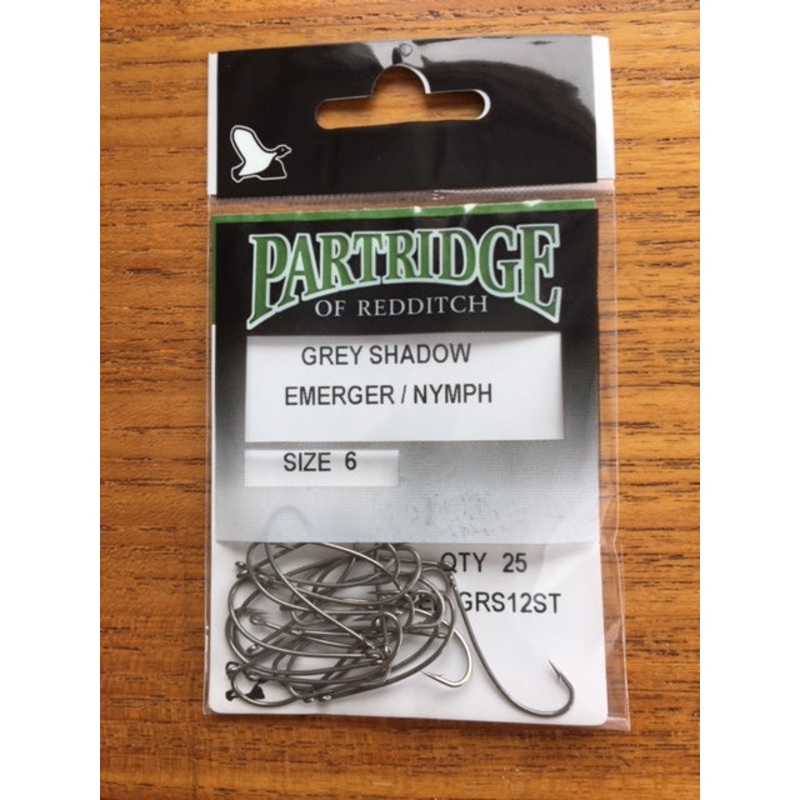 PARTRIDGE
OF REDDITCH
GREY SHADOW
EMERGER / NYMPH
SIZE 6
QTY 25
GRS12ST